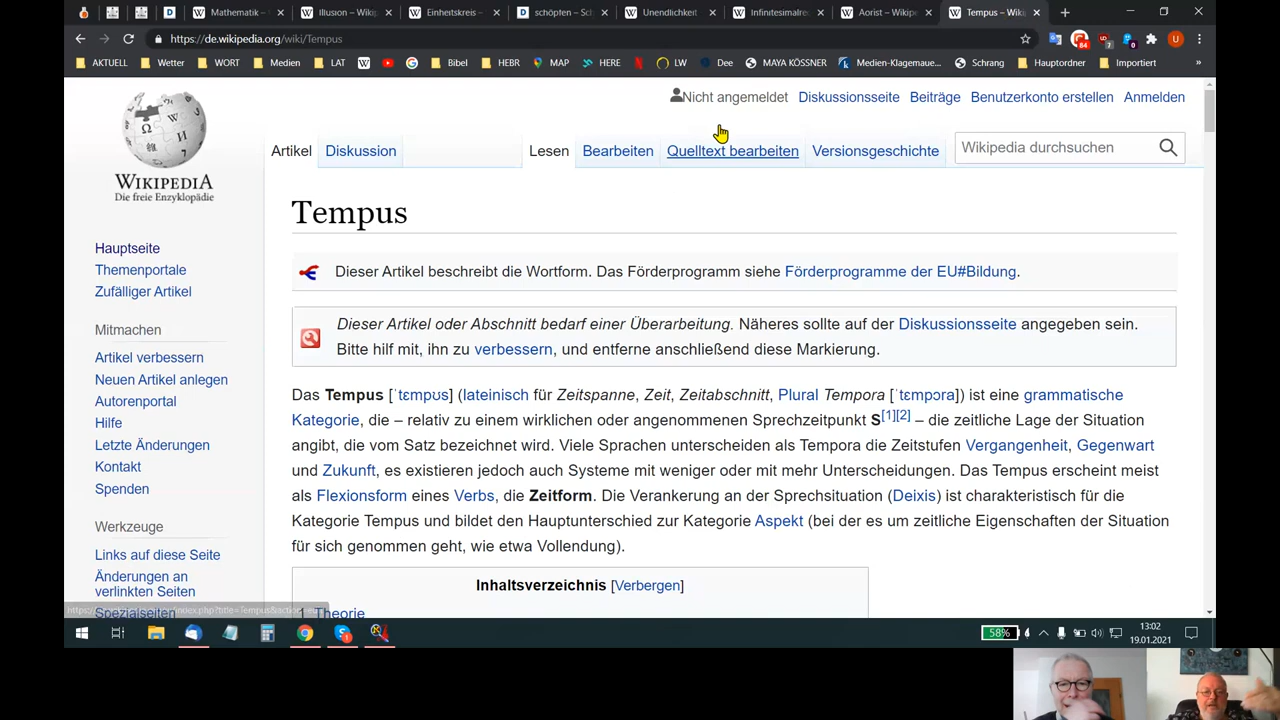 Mathematik –
Illusion – Wiki
Einheitskreis –
schöpfen – Sc
Unendlichkeit
Infinitesimalre
Aorist – Wikipe
Tempus – Wiki
https://de.wikipedia.org/wiki/Tempus
84
7
0
U
AKTUELL
Wetter
WORT
Medien
LAT
Bibel
HEBR
MAP
HERE
LW
Dee
MAYA KÖSSNER
Medien-Klagemaue...
Schrang
Hauptordner
Importiert
»
Nicht angemeldet
Diskussionsseite
Beiträge
Benutzerkonto erstellen
Anmelden
Artikel
Diskussion
Lesen
Bearbeiten
Quelltext bearbeiten
Versionsgeschichte
Wikipedia durchsuchen
WIKIPEDIA
Die freie Enzyklopädie
Hauptseite
Themenportale
Zufälliger Artikel
Mitmachen
Artikel verbessern
Neuen Artikel anlegen
Autorenportal
Hilfe
Letzte Änderungen
Kontakt
Spenden
Werkzeuge
Links auf diese Seite
Änderungen an
verlinkten Seiten
Spezialseiten
Tempus
Dieser Artikel beschreibt die Wortform. Das Förderprogramm siehe Förderprogramme der EU#Bildung.
Dieser Artikel oder Abschnitt bedarf einer Überarbeitung. Näheres sollte auf der Diskussionsseite angegeben sein.
Bitte hilf mit, ihn zu verbessern, und entferne anschließend diese Markierung.
Das Tempus [ˈtɛmpʊs] (lateinisch für Zeitspanne, Zeit, Zeitabschnitt, Plural Tempora [ˈtɛmpɔra]) ist eine grammatische
Kategorie, die – relativ zu einem wirklichen oder angenommenen Sprechzeitpunkt S[1][2] – die zeitliche Lage der Situation
angibt, die vom Satz bezeichnet wird. Viele Sprachen unterscheiden als Tempora die Zeitstufen Vergangenheit, Gegenwart
und Zukunft, es existieren jedoch auch Systeme mit weniger oder mit mehr Unterscheidungen. Das Tempus erscheint meist
als Flexionsform eines Verbs, die Zeitform. Die Verankerung an der Sprechsituation (Deixis) ist charakteristisch für die
Kategorie Tempus und bildet den Hauptunterschied zur Kategorie Aspekt (bei der es um zeitliche Eigenschaften der Situation
für sich genommen geht, wie etwa Vollendung).
Inhaltsverzeichnis [Verbergen]
1 Theorie
58%
13:02
19.01.2021